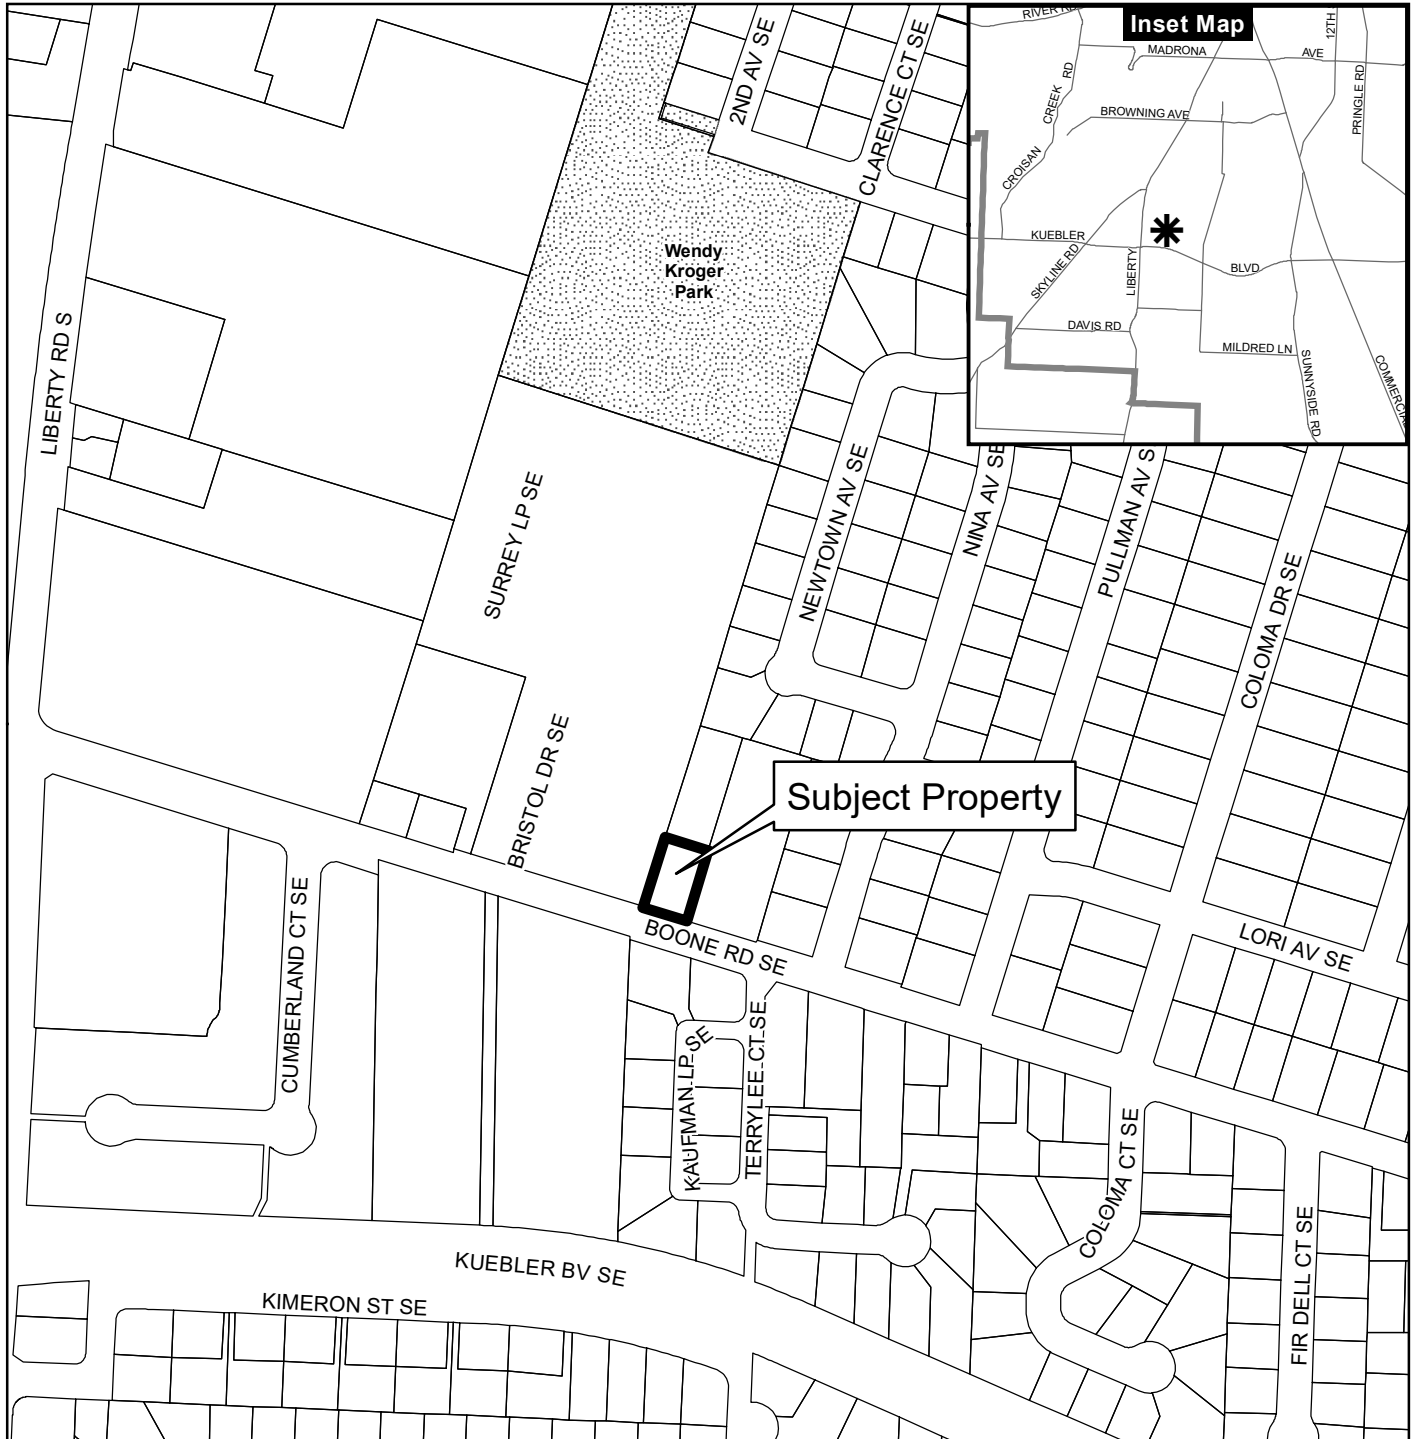 Inset Map
RIVER RD
MADRONA
AVE
12TH
CREEK RD
CROISAN
BROWNING AVE
PRINGLE RD
KUEBLER
BLVD
SKYLINE RD
LIBERTY
DAVIS RD
MILDRED LN
SUNNYSIDE RD
2ND AV SE
CLARENCE CT SE
Wendy
Kroger
Park
LIBERTY RD S
SURREY LP SE
NEWTOWN AV SE
NINA AV SE
PULLMAN AV S
COLOMA DR SE
BRISTOL DR SE
Subject Property
BOONE RD SE
LORI AV SE
CUMBERLAND CT SE
KAUFMAN LP SE
TERRYLEE CT SE
COLOMA CT SE
FIR DELL CT SE
KUEBLER BV SE
KIMERON ST SE